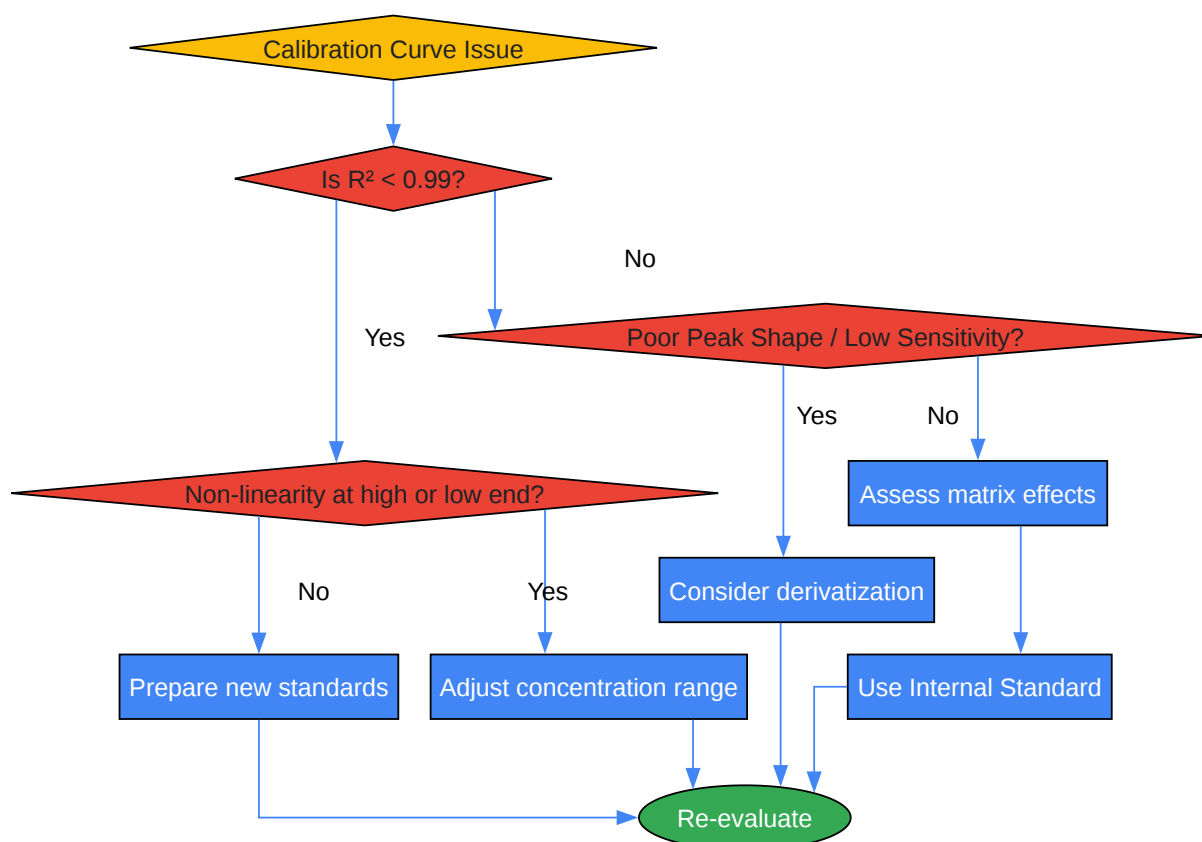 Calibration Curve Issue
Is R² < 0.99?
No
Yes
Poor Peak Shape / Low Sensitivity?
Yes
No
Non-linearity at high or low end?
Assess matrix effects
No
Yes
Consider derivatization
Prepare new standards
Adjust concentration range
Use Internal Standard
Re-evaluate